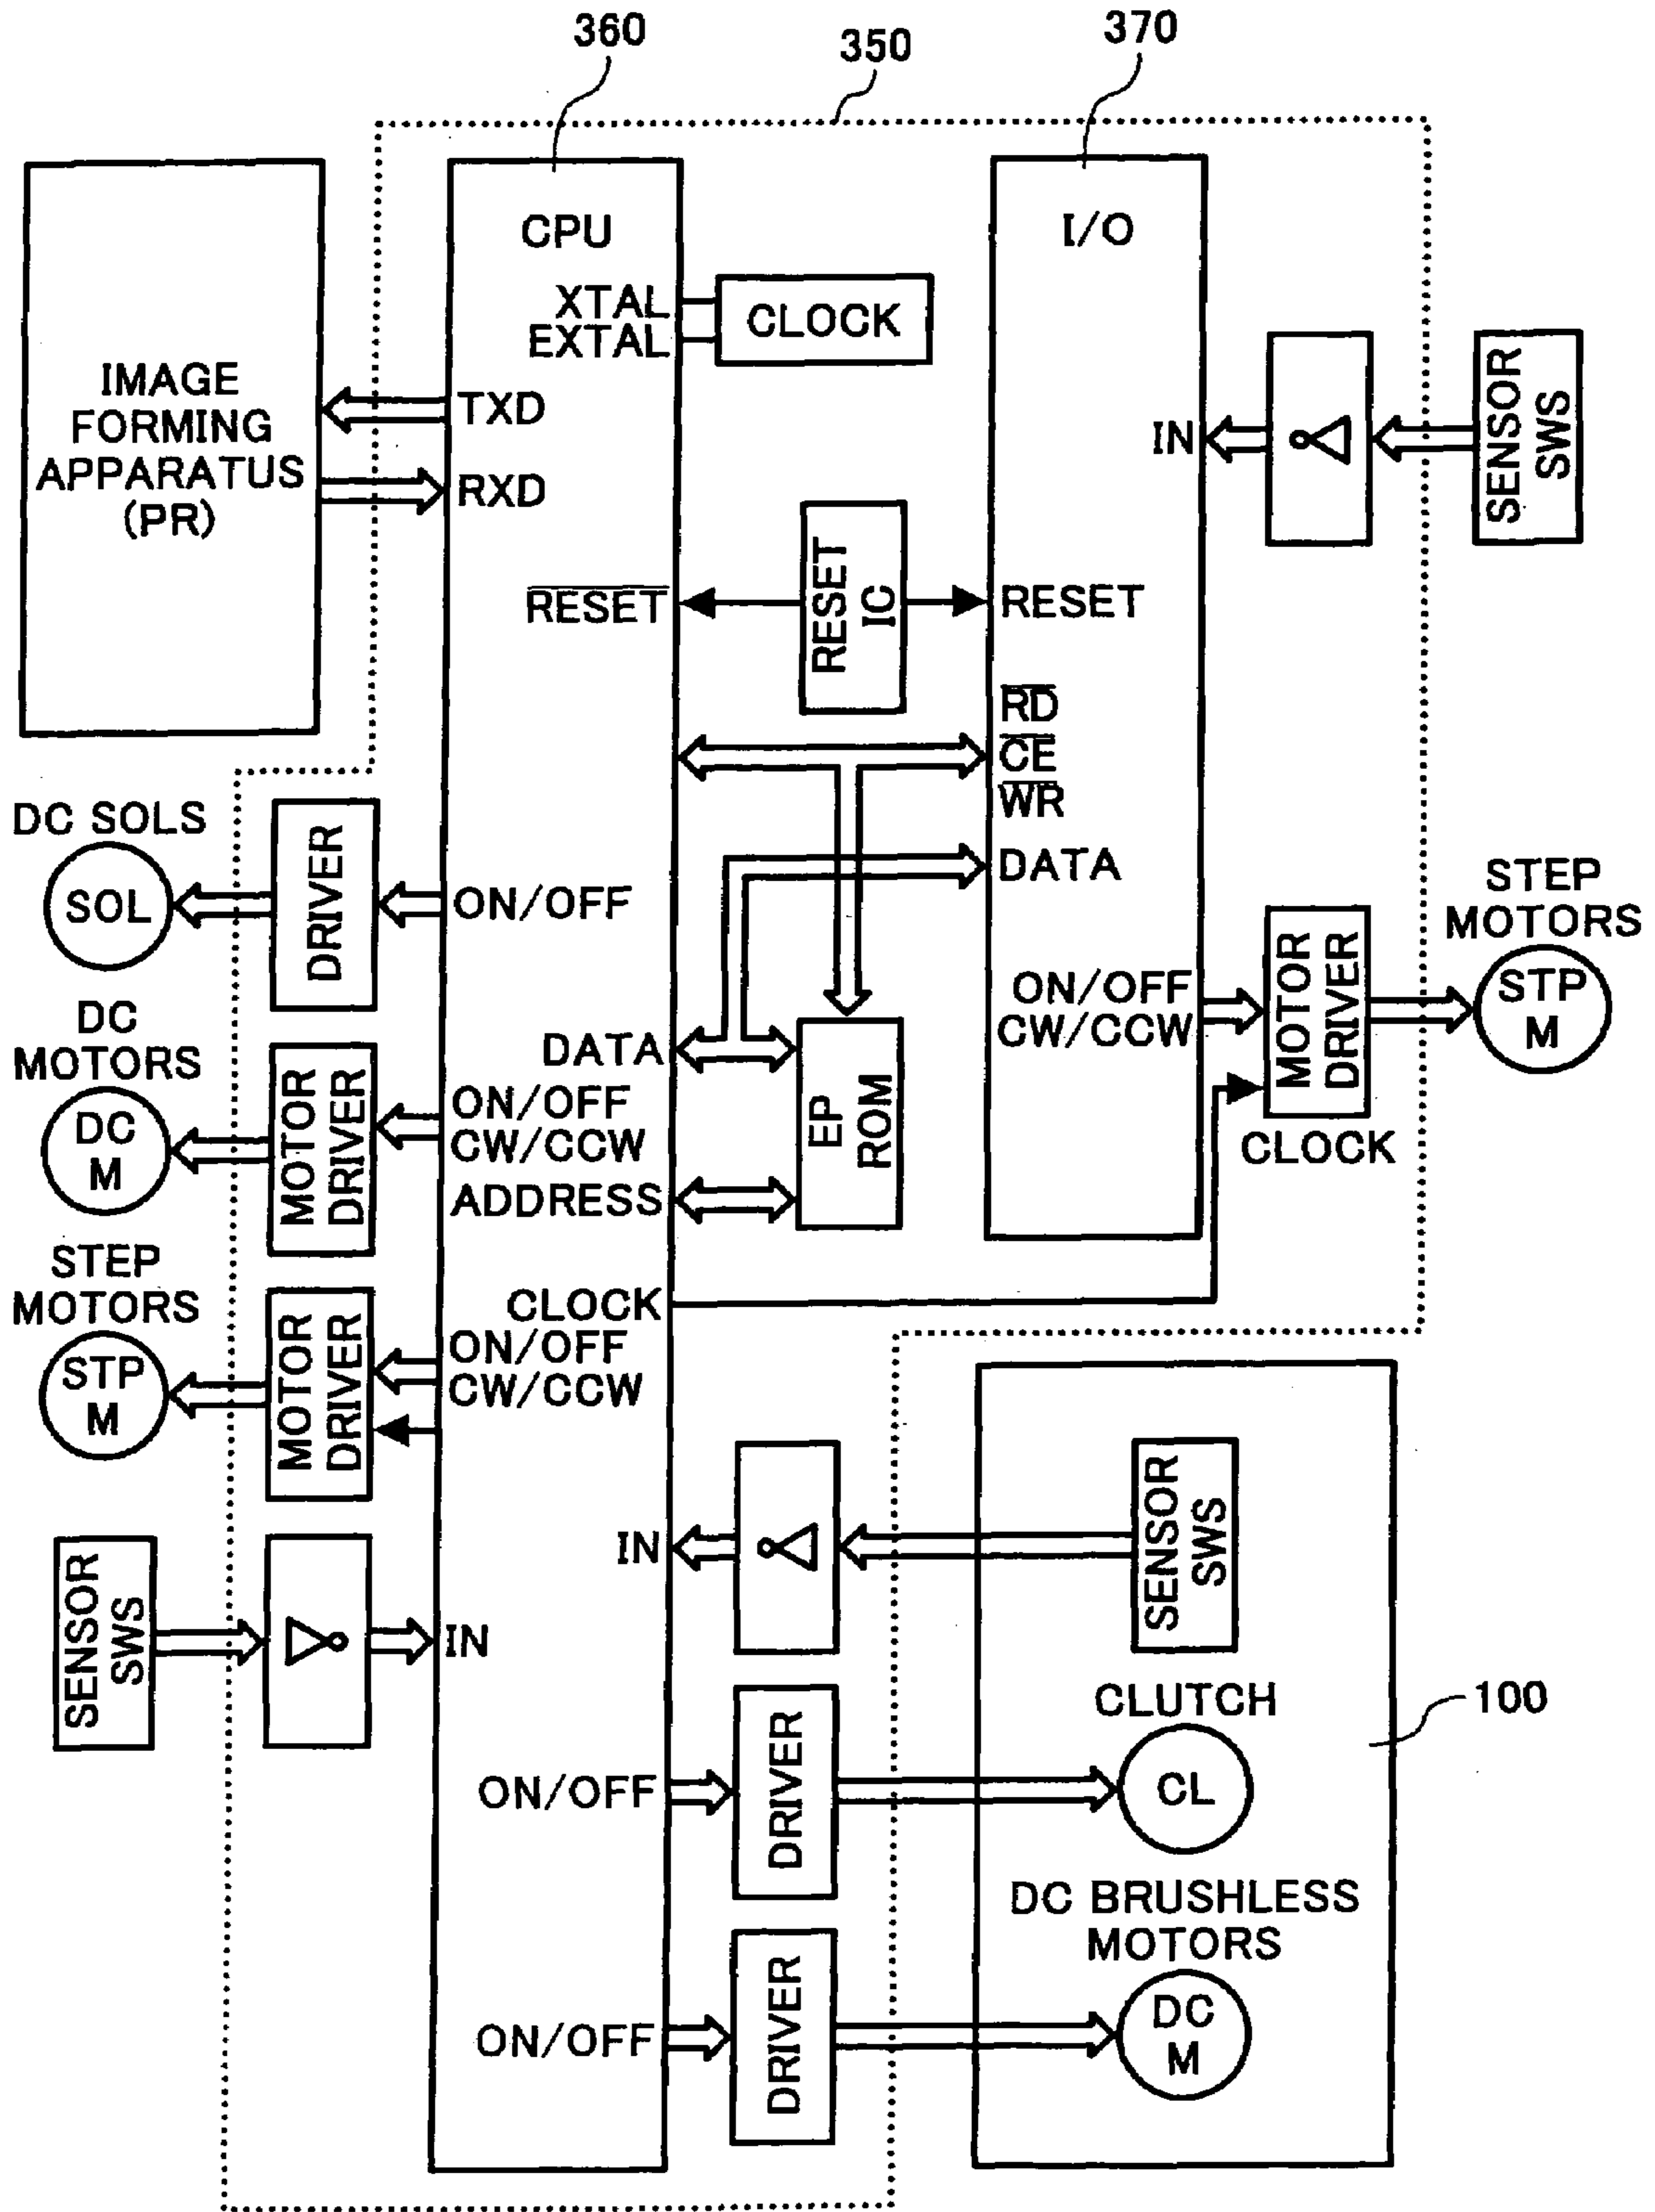 360
350
370
CPU
I/O
XTAL
EXTAL
CLOCK
IMAGE
FORMING
APPARATUS
(PR)
TXD
RXD
IN
SENSOR
SWS
RESET
RESET
IC
RESET
RD
CE
WR
DATA
DC SOLS
SOL
DRIVER
ON/OFF
STEP
MOTORS
STP
M
MOTOR
DRIVER
ON/OFF
CW/CCW
CLOCK
DC
MOTORS
DC
M
MOTOR
DRIVER
DATA
ON/OFF
CW/CCW
ADDRESS
EP
ROM
STEP
MOTORS
STP
M
MOTOR
DRIVER
CLOCK
ON/OFF
CW/CCW
IN
SENSOR
SWS
SENSOR
SWS
IN
CLUTCH
CL
100
ON/OFF
DRIVER
DC BRUSHLESS
MOTORS
DC
M
ON/OFF
DRIVER